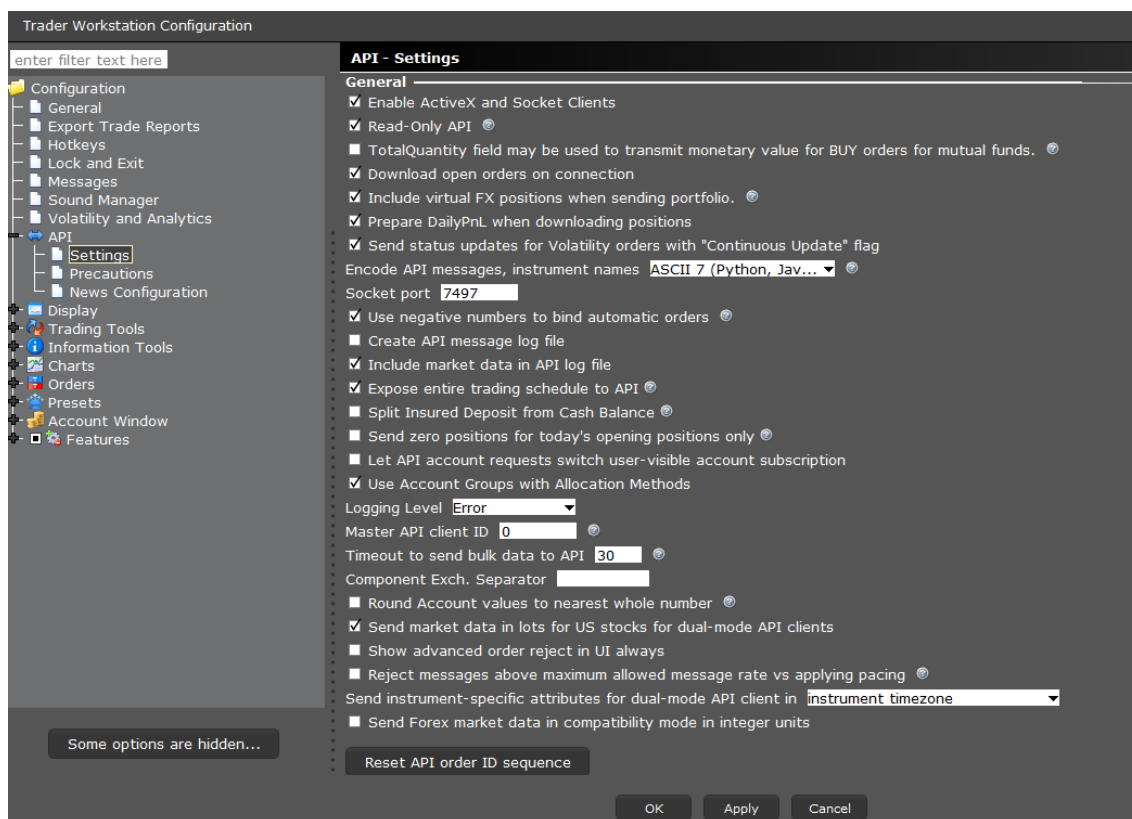 Trader Workstation Configuration
enter filter text here
Configuration
General
Export Trade Reports
Hotkeys
Lock and Exit
Messages
Sound Manager
Volatility and Analytics
API
Settings
Precautions
News Configuration
Display
Trading Tools
Information Tools
Charts
Orders
Presets
Account Window
Features
Some options are hidden...
API - Settings
General
Enable ActiveX and Socket Clients
Read-Only API
TotalQuantity field may be used to transmit monetary value for BUY orders for mutual funds.
Download open orders on connection
Include virtual FX positions when sending portfolio.
Prepare DailyPnL when downloading positions
Send status updates for Volatility orders with "Continuous Update" flag
Encode API messages, instrument names ASCII 7 (Python, Jav...
Socket port 7497
Use negative numbers to bind automatic orders
Create API message log file
Include market data in API log file
Expose entire trading schedule to API
Split Insured Deposit from Cash Balance
Send zero positions for today's opening positions only
Let API account requests switch user-visible account subscription
Use Account Groups with Allocation Methods
Logging Level Error
Master API client ID 0
Timeout to send bulk data to API 30
Component Exch. Separator
Round Account values to nearest whole number
Send market data in lots for US stocks for dual-mode API clients
Show advanced order reject in UI always
Reject messages above maximum allowed message rate vs applying pacing
Send instrument-specific attributes for dual-mode API client in instrument timezone
Send Forex market data in compatibility mode in integer units
Reset API order ID sequence
OK Apply Cancel